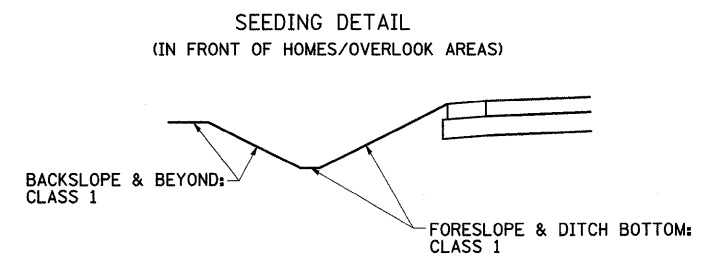 SEEDING DETAIL
(IN FRONT OF HOMES/OVERLOOK AREAS)
BACKSLOPE & BEYOND:
CLASS 1
FORESLOPE & DITCH BOTTOM:
CLASS 1